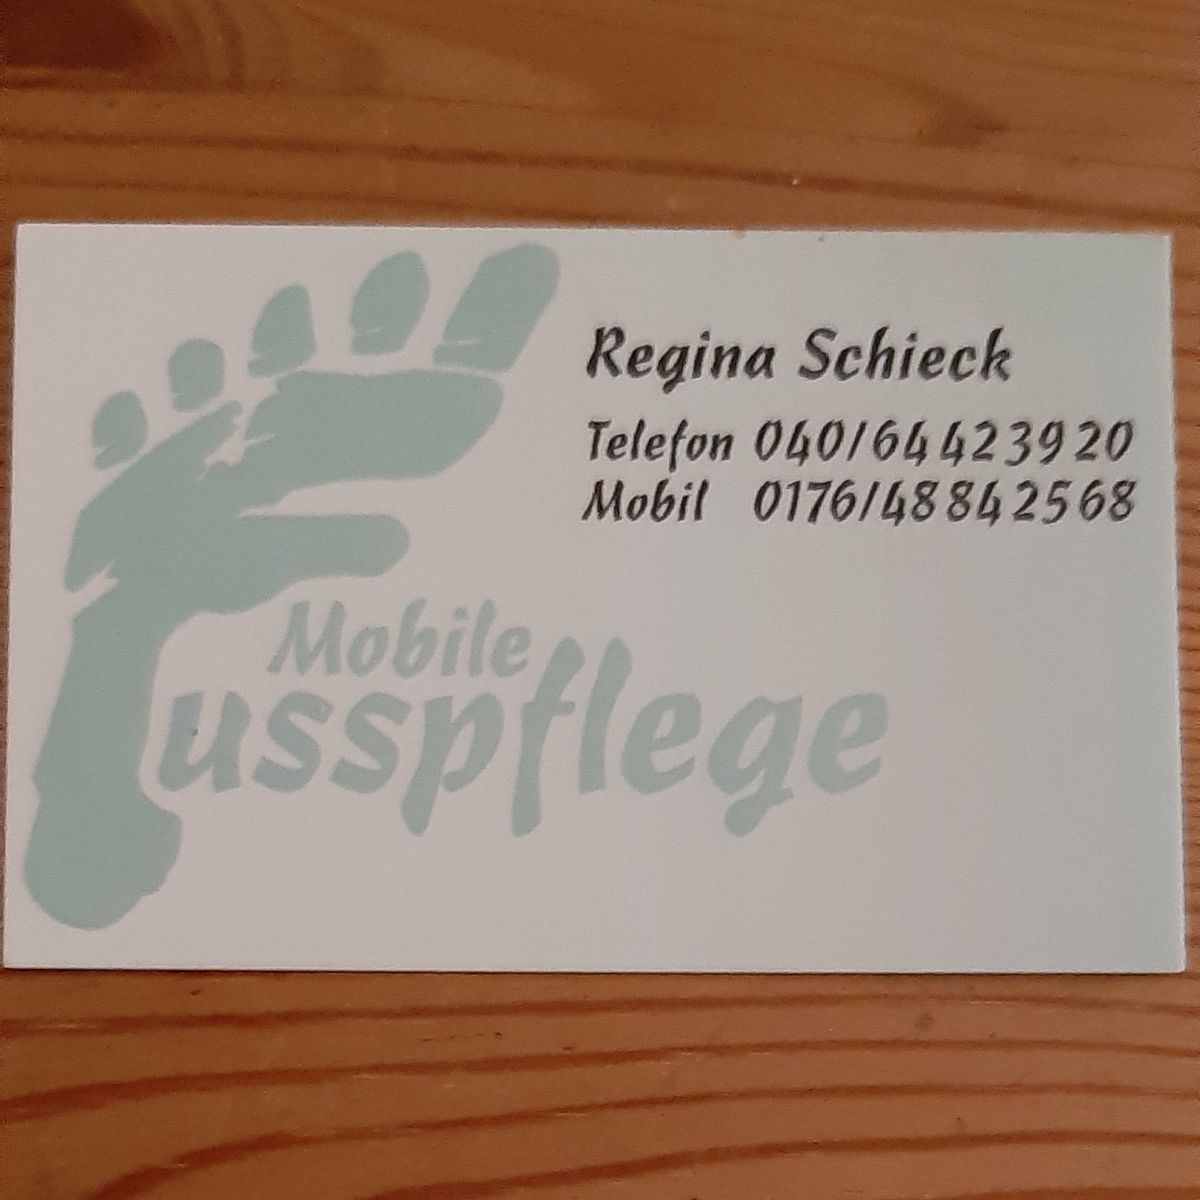 Regina Schieck
Telefon 040/64423920
Mobil 0176/48842568
Mobile
Fusspflege